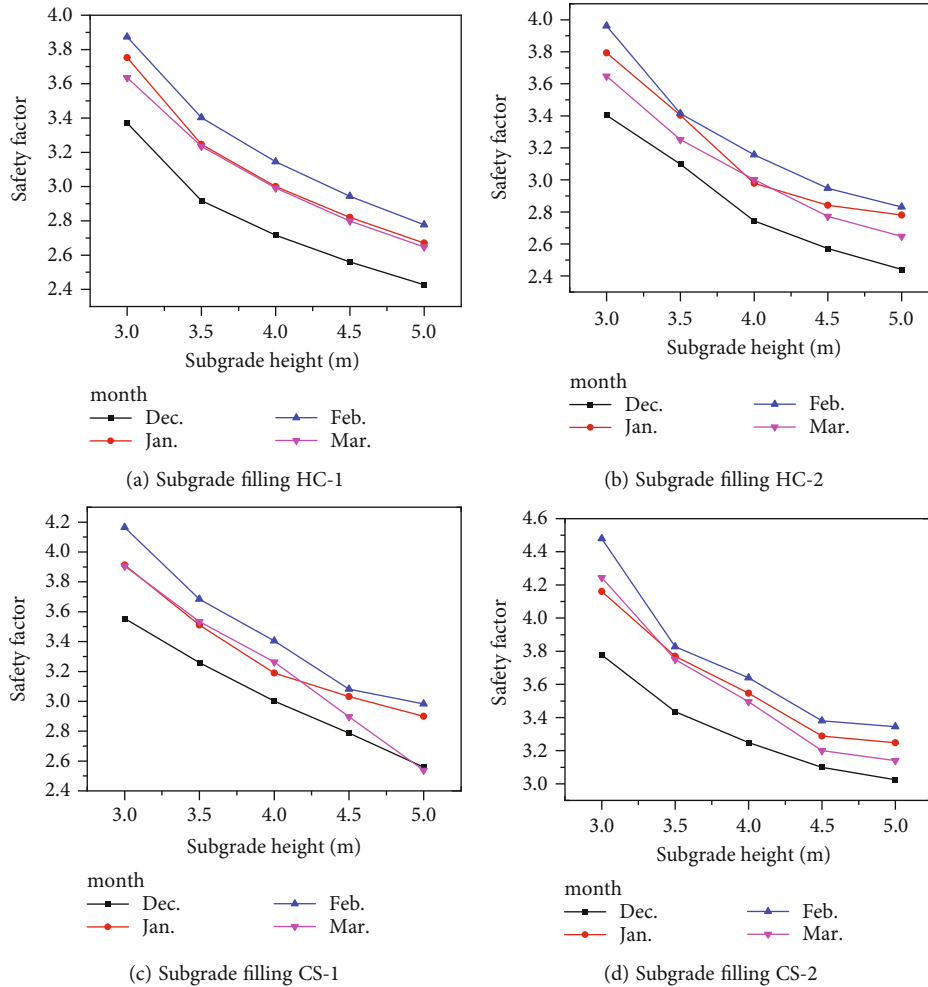 4.0
3.8
3.6
3.4
3.2
3.0
2.8
2.6
2.4
Safety factor
3.0 3.5 4.0 4.5 5.0
Subgrade height (m)
month
Dec. Feb.
Jan. Mar.
(a) Subgrade filling HC-1
4.0
3.8
3.6
3.4
3.2
3.0
2.8
2.6
2.4
Safety factor
3.0 3.5 4.0 4.5 5.0
Subgrade height (m)
month
Dec. Feb.
Jan. Mar.
(b) Subgrade filling HC-2
4.2
4.0
3.8
3.6
3.4
3.2
3.0
2.8
2.6
2.4
Safety factor
3.0 3.5 4.0 4.5 5.0
Subgrade height (m)
month
Dec. Feb.
Jan. Mar.
(c) Subgrade filling CS-1
4.6
4.4
4.2
4.0
3.8
3.6
3.4
3.2
3.0
Safety factor
3.0 3.5 4.0 4.5 5.0
Subgrade height (m)
month
Dec. Feb.
Jan. Mar.
(d) Subgrade filling CS-2